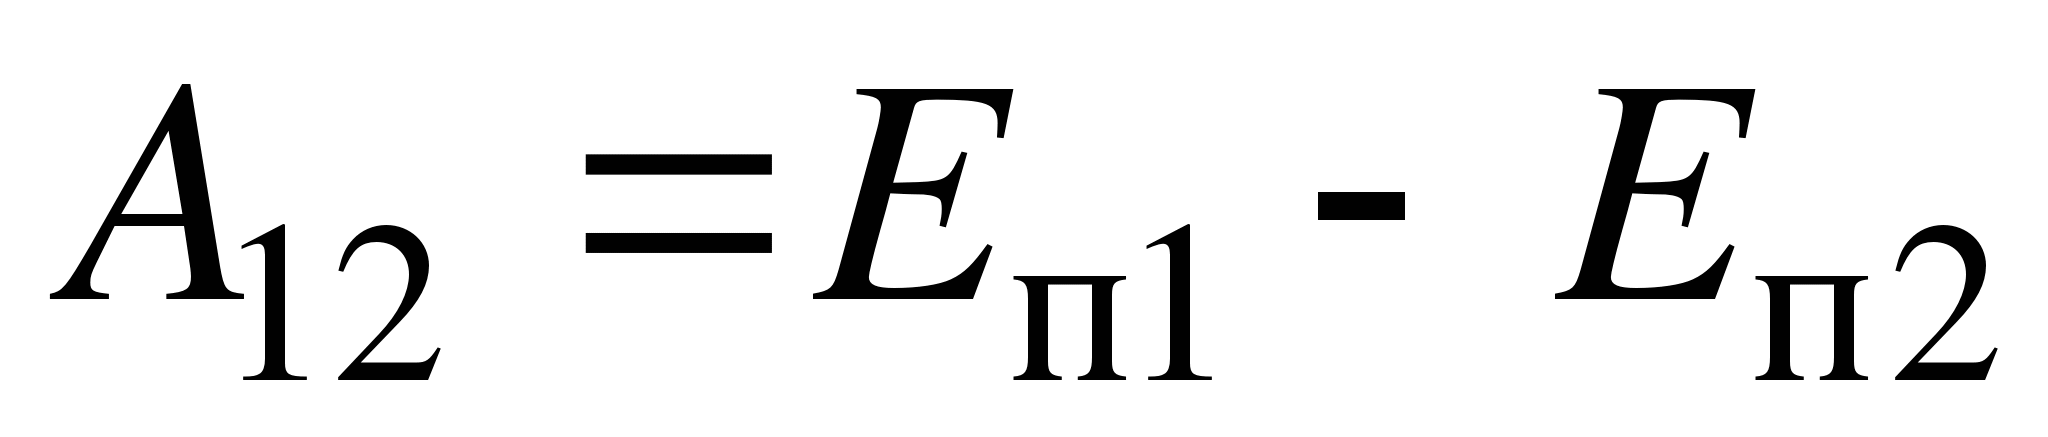 A₁₂ = Eп1 - Eп2